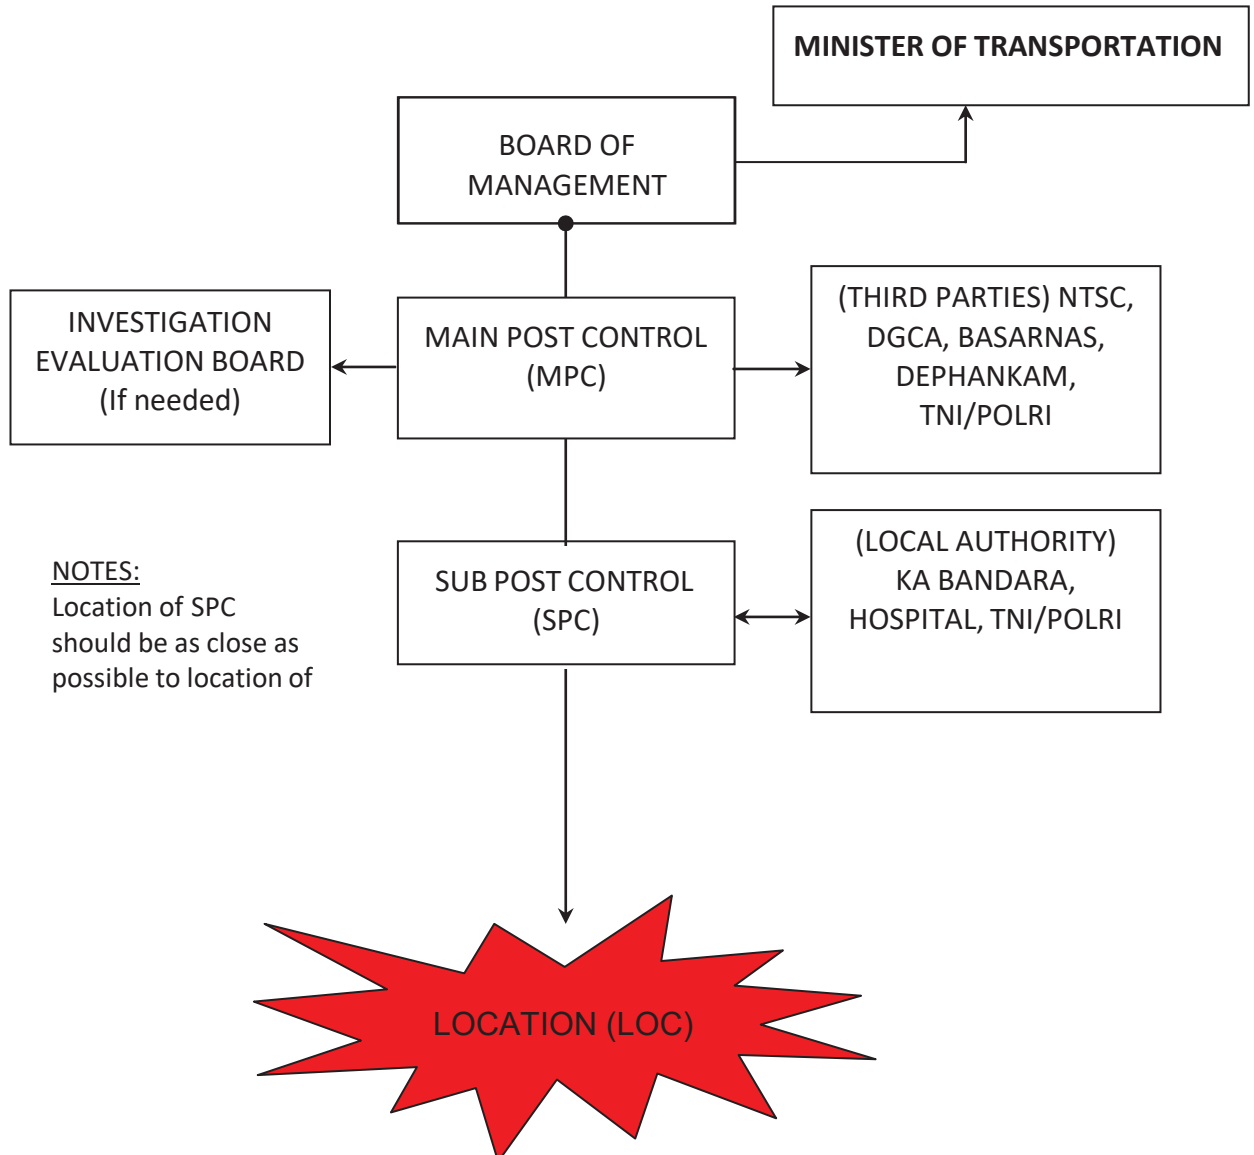 MINISTER OF TRANSPORTATION
BOARD OF
MANAGEMENT
INVESTIGATION
EVALUATION BOARD
(If needed)
MAIN POST CONTROL
(MPC)
(THIRD PARTIES) NTSC,
DGCA, BASARNAS,
DEPHANKAM,
TNI/POLRI
NOTES:
Location of SPC
should be as close as
possible to location of
SUB POST CONTROL
(SPC)
(LOCAL AUTHORITY)
KA BANDARA,
HOSPITAL, TNI/POLRI
LOCATION (LOC)